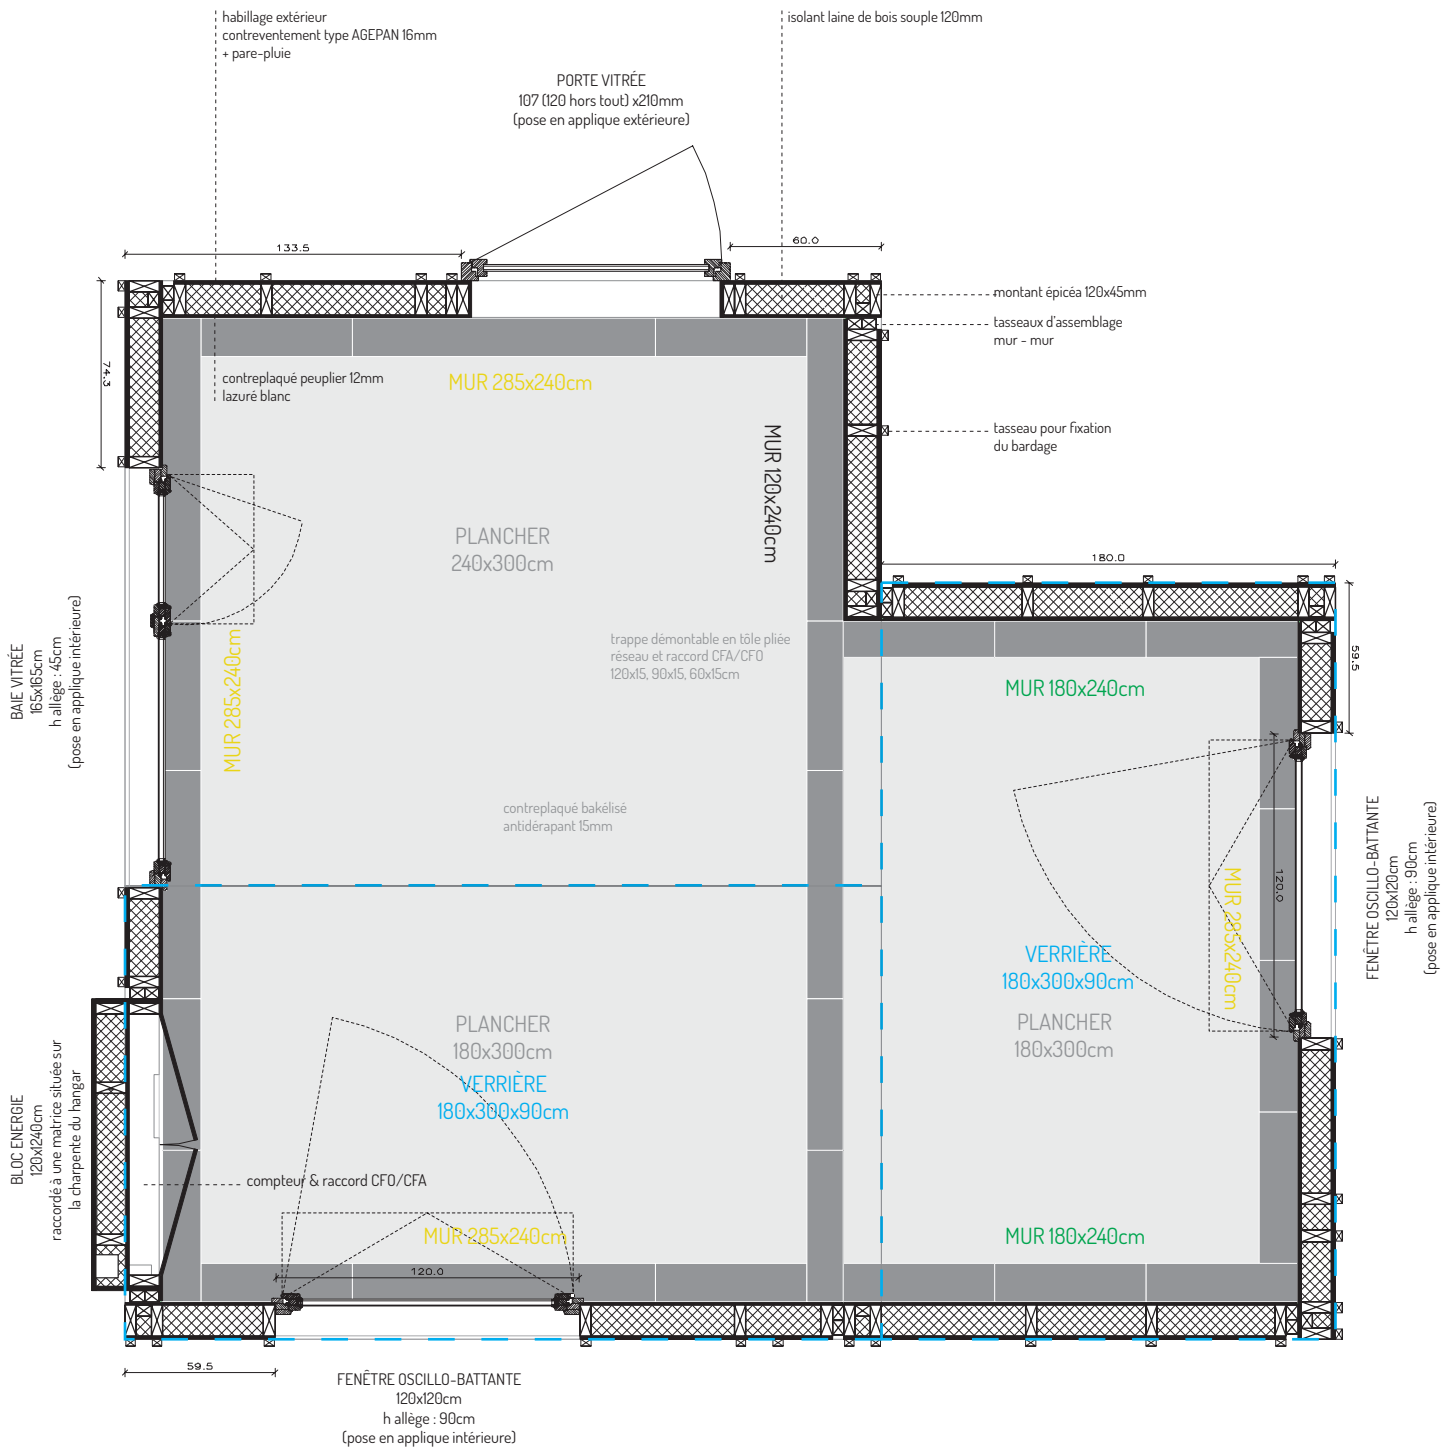 habillage extérieur
contreventement type AGEPAN 16mm
+ pare-pluie
isolant laine de bois souple 120mm
PORTE VITRÉE
107 (120 hors tout) x210mm
(pose en applique extérieure)
133.5
60.0
montant épicéa 120x45mm
tasseaux d'assemblage
mur - mur
74.3
contreplaqué peuplier 12mm
lazuré blanc
MUR 285x240cm
MUR 120x240cm
tasseau pour fixation
du bardage
PLANCHER
240x300cm
180.0
BAIE VITRÉE
165x165cm
h allège : 45cm
(pose en applique intérieure)
MUR 285x240cm
trappe démontable en tôle pliée
réseau et raccord CFA/CFO
120x15, 90x15, 60x15cm
59.5
MUR 180x240cm
contreplaqué bakélisé
antidérapant 15mm
120.0
MUR 285x240cm
FENÊTRE OSCILLO-BATTANTE
120x120cm
h allège : 90cm
(pose en applique intérieure)
VERRIÈRE
180x300x90cm
PLANCHER
180x300cm
PLANCHER
180x300cm
VERRIÈRE
180x300x90cm
BLOC ENERGIE
120x1240cm
raccordé à une matrice située sur
la charpente du hangar
compteur & raccord CFO/CFA
MUR 285x240cm
MUR 180x240cm
120.0
59.5
FENÊTRE OSCILLO-BATTANTE
120x120cm
h allège : 90cm
(pose en applique intérieure)